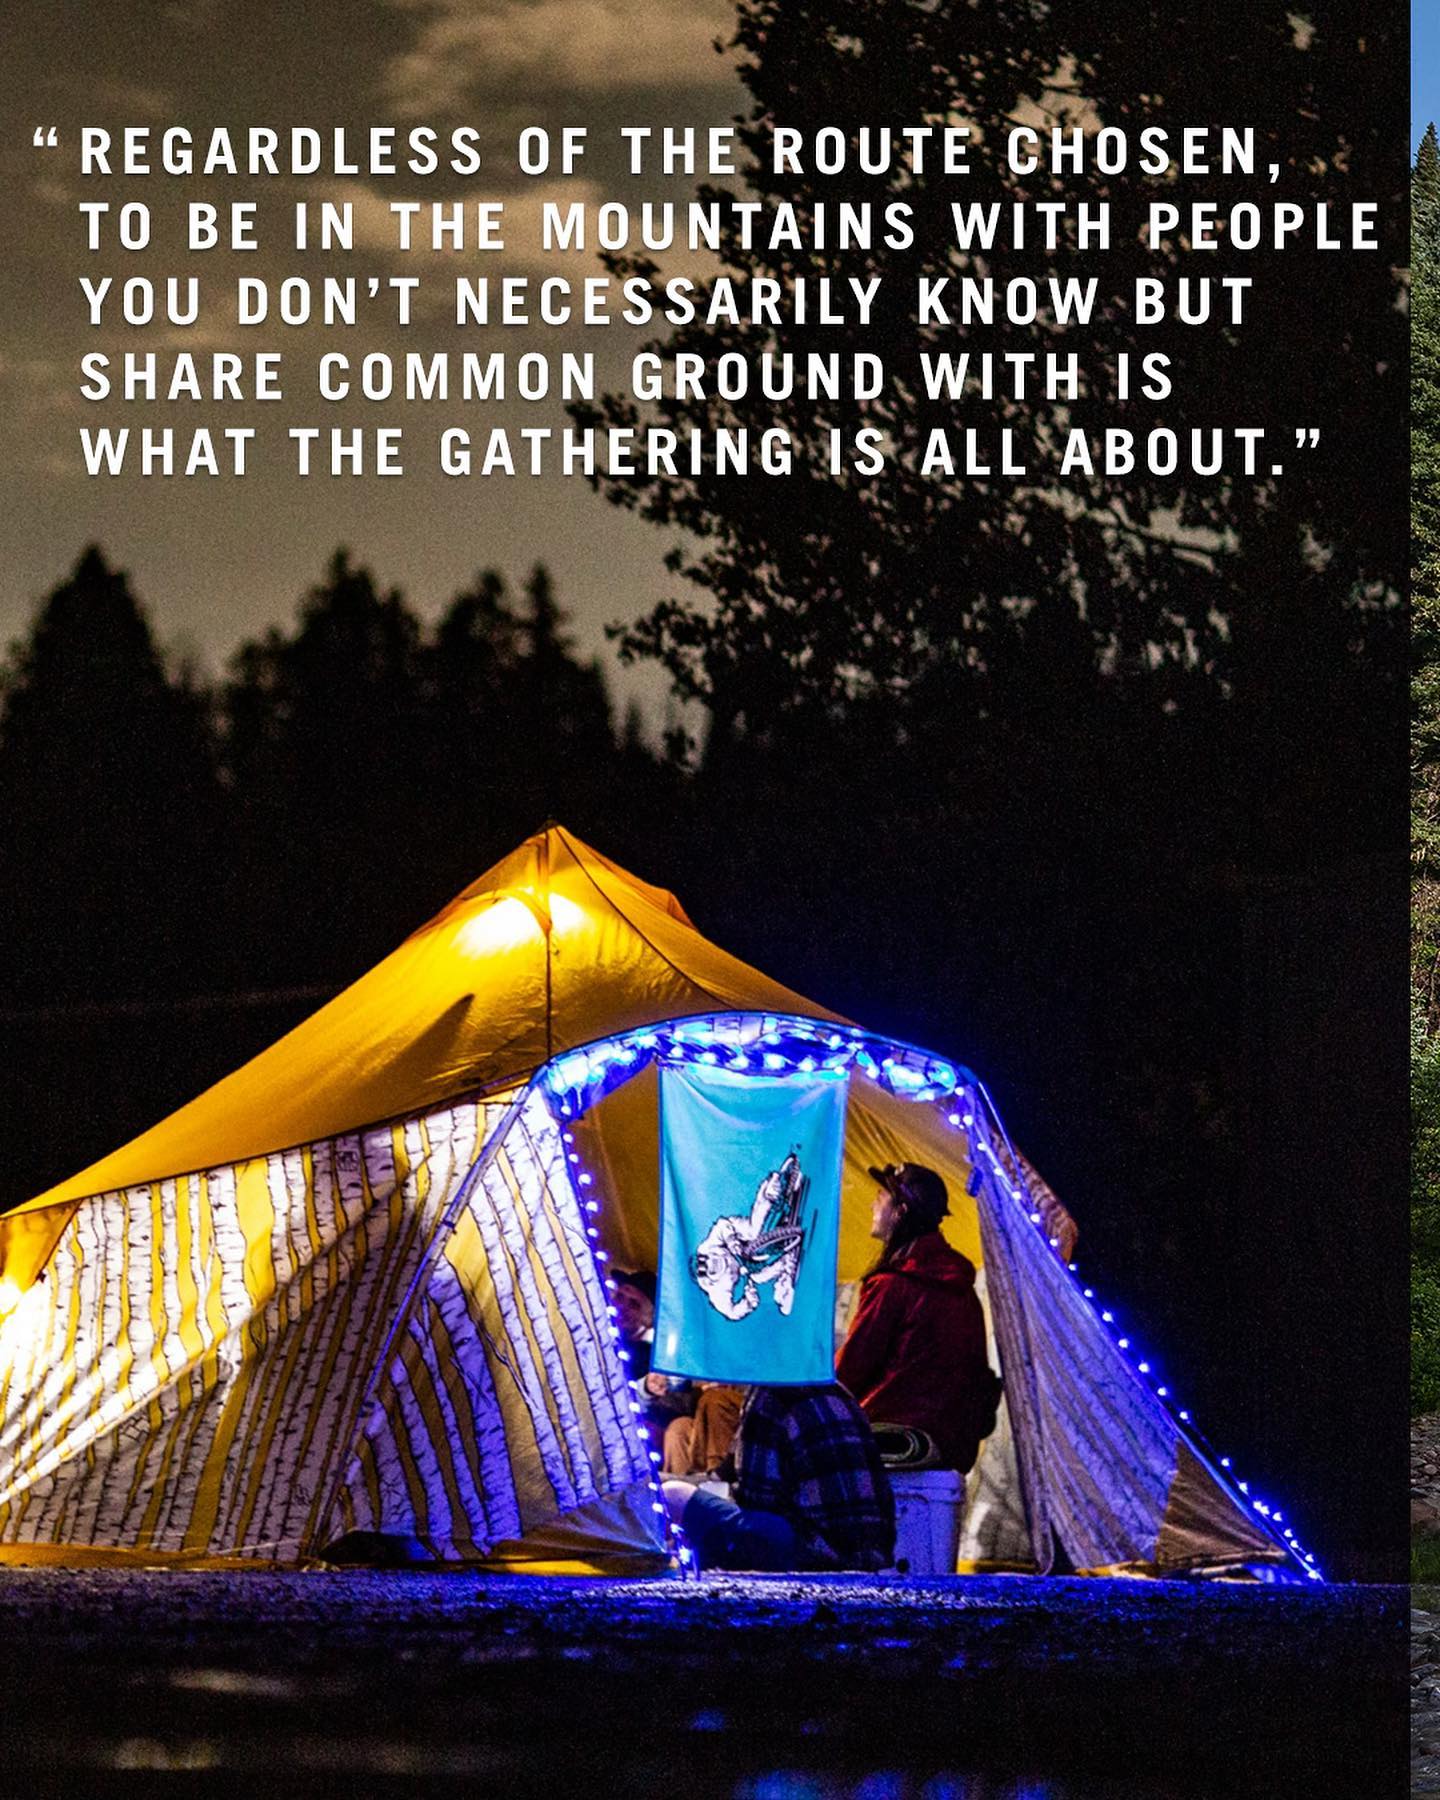 “ REGARDLESS OF THE ROUTE CHOSEN,
TO BE IN THE MOUNTAINS WITH PEOPLE
YOU DON’T NECESSARILY KNOW BUT
SHARE COMMON GROUND WITH IS
WHAT THE GATHERING IS ALL ABOUT.”